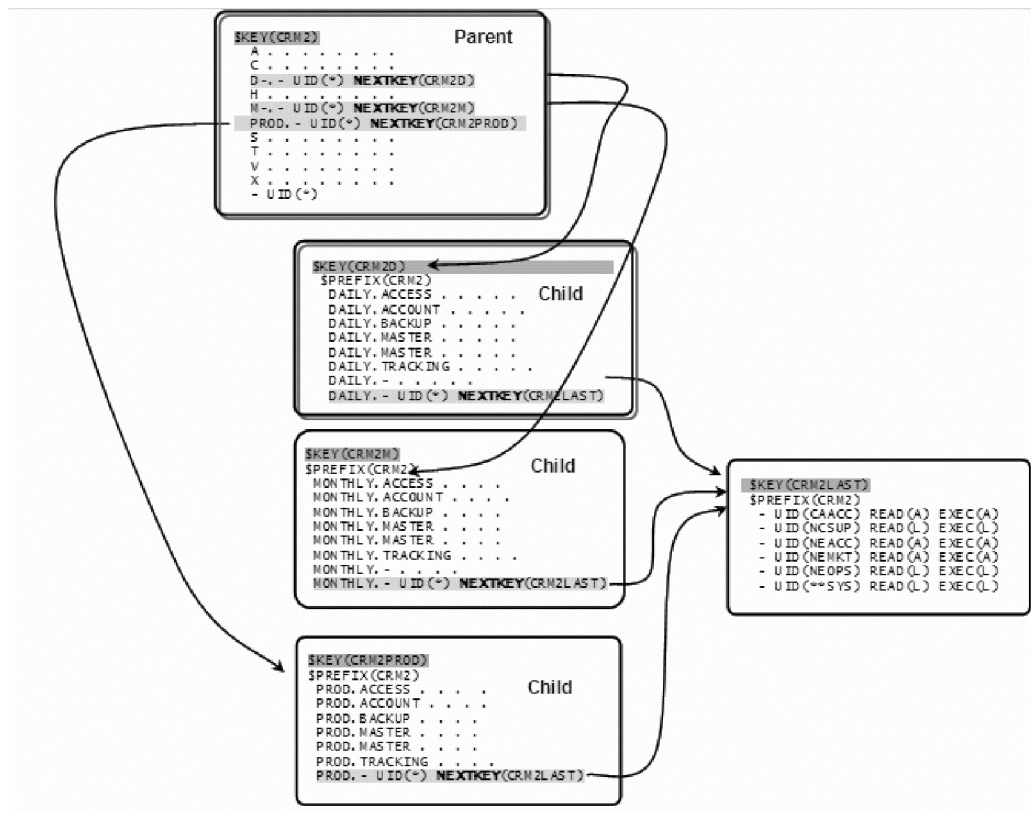 $KEY(CRM2) Parent
A . . . . . . . .
C . . . . . . . .
D-.- UID(*) NEXTKEY(CRM2D)
H . . . . . . . .
M-.- UID(*) NEXTKEY(CRM2M)
PROD.- UID(*) NEXTKEY(CRM2PROD)
S . . . . . . . .
T . . . . . . . .
V . . . . . . . .
X . . . . . . . .
- UID(*)
$KEY(CRM2D)
$PREFIX(CRM2)
DAILY.ACCESS . . . . . Child
DAILY.ACCOUNT . . . . .
DAILY.BACKUP . . . . .
DAILY.MASTER . . . . .
DAILY.MASTER . . . . .
DAILY.TRACKING . . . . .
DAILY.- . . . . .
DAILY.- UID(*) NEXTKEY(CRM2LAST)
$KEY(CRM2M)
$PREFIX(CRM2) Child
MONTHLY.ACCESS . . . .
MONTHLY.ACCOUNT . . . .
MONTHLY.BACKUP . . . .
MONTHLY.MASTER . . . .
MONTHLY.MASTER . . . .
MONTHLY.TRACKING . . . .
MONTHLY.- . . . .
MONTHLY.- UID(*) NEXTKEY(CRM2LAST)
$KEY(CRM2PROD)
$PREFIX(CRM2)
PROD.ACCESS . . . . Child
PROD.ACCOUNT . . . .
PROD.BACKUP . . . .
PROD.MASTER . . . .
PROD.MASTER . . . .
PROD.TRACKING . . . .
PROD.- UID(*) NEXTKEY(CRM2LAST)
$KEY(CRM2LAST)
$PREFIX(CRM2)
- UID(CAACC) READ(A) EXEC(A)
- UID(NCSUP) READ(L) EXEC(L)
- UID(NEACC) READ(A) EXEC(A)
- UID(NEMKT) READ(A) EXEC(A)
- UID(NEOPS) READ(L) EXEC(L)
- UID(**SYS) READ(L) EXEC(L)